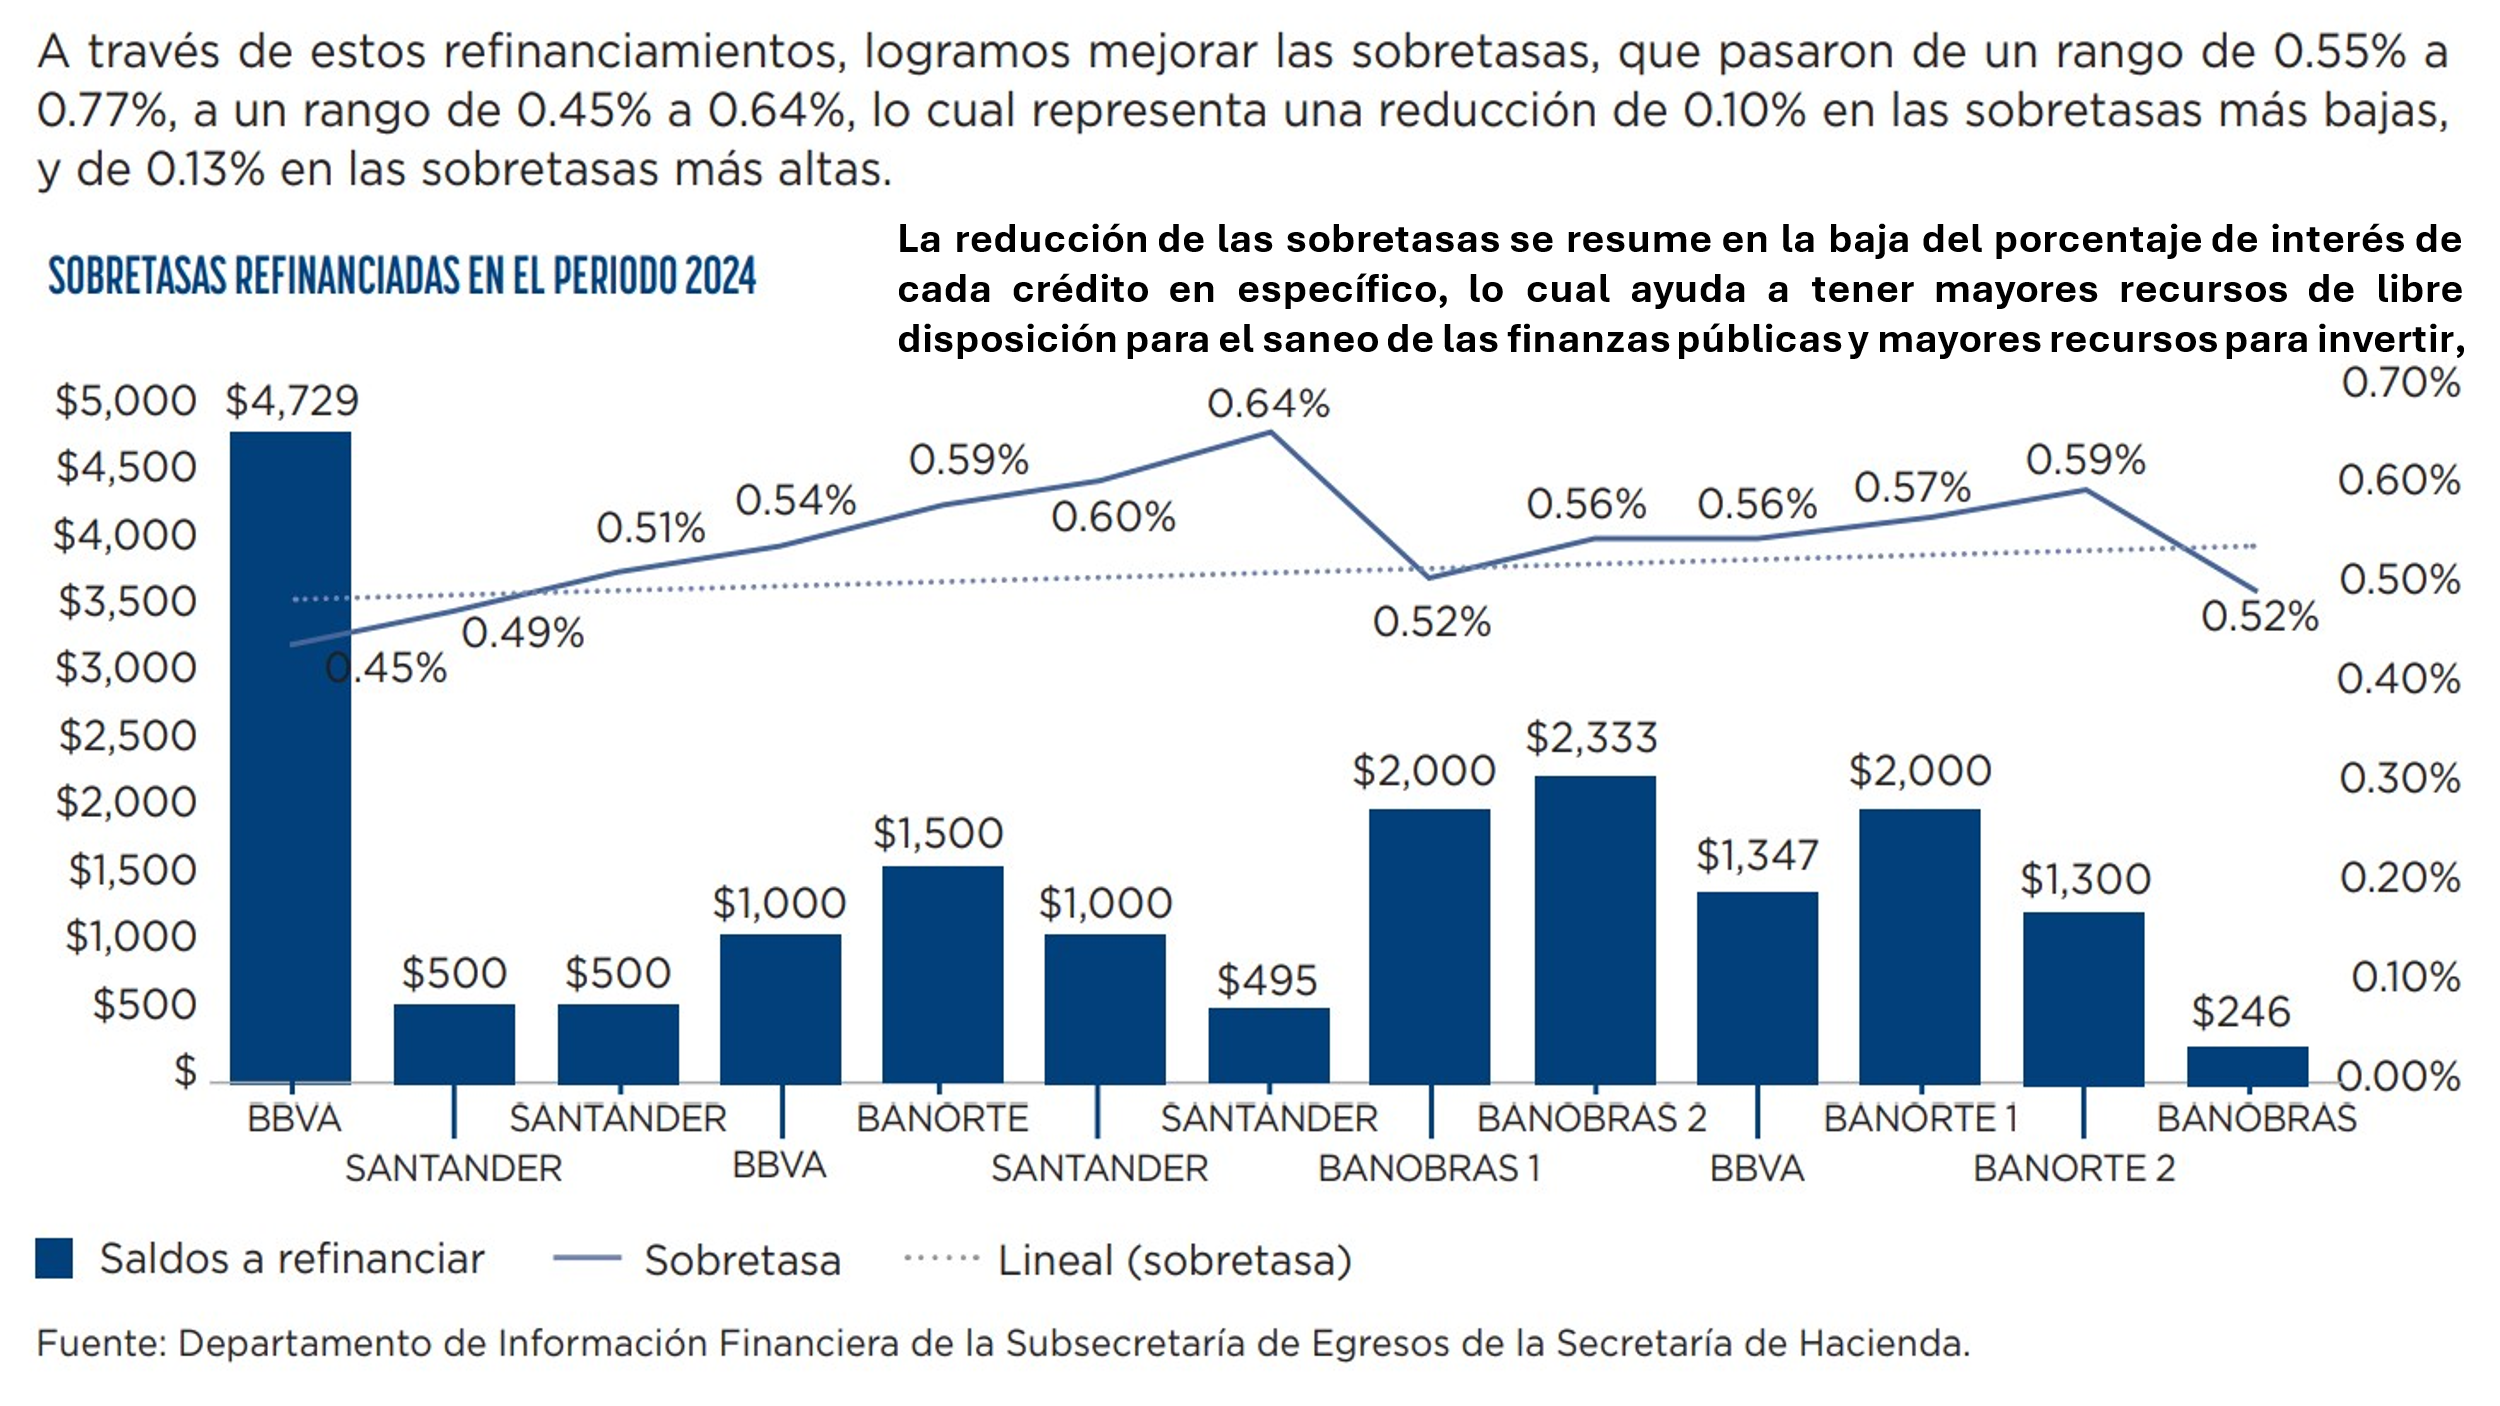 A través de estos refinanciamientos, logramos mejorar las sobretasas, que pasaron de un rango de 0.55% a
0.77%, a un rango de 0.45% a 0.64%, lo cual representa una reducción de 0.10% en las sobretasas más bajas,
y de 0.13% en las sobretasas más altas.
SOBRETASAS REFINANCIADAS EN EL PERIODO 2024
La reducción de las sobretasas se resume en la baja del porcentaje de interés de
cada crédito en específico, lo cual ayuda a tener mayores recursos de libre
disposición para el saneo de las finanzas públicas y mayores recursos para invertir,
$5,000
$4,500
$4,000
$3,500
$3,000
$2,500
$2,000
$1,500
$1,000
$500
$
$4,729
$500
$500
$1,000
$1,500
$1,000
$495
$2,000
$2,333
$1,347
$2,000
$1,300
$246
0.45%
0.49%
0.51%
0.54%
0.59%
0.60%
0.64%
0.52%
0.56%
0.56%
0.57%
0.59%
0.52%
0.70%
0.60%
0.50%
0.40%
0.30%
0.20%
0.10%
0.00%
BBVA
SANTANDER
SANTANDER
BBVA
BANORTE
SANTANDER
SANTANDER
BANOBRAS 1
BANOBRAS 2
BBVA
BANORTE 1
BANORTE 2
BANOBRAS
Saldos a refinanciar
Sobretasa
Lineal (sobretasa)
Fuente: Departamento de Información Financiera de la Subsecretaría de Egresos de la Secretaría de Hacienda.